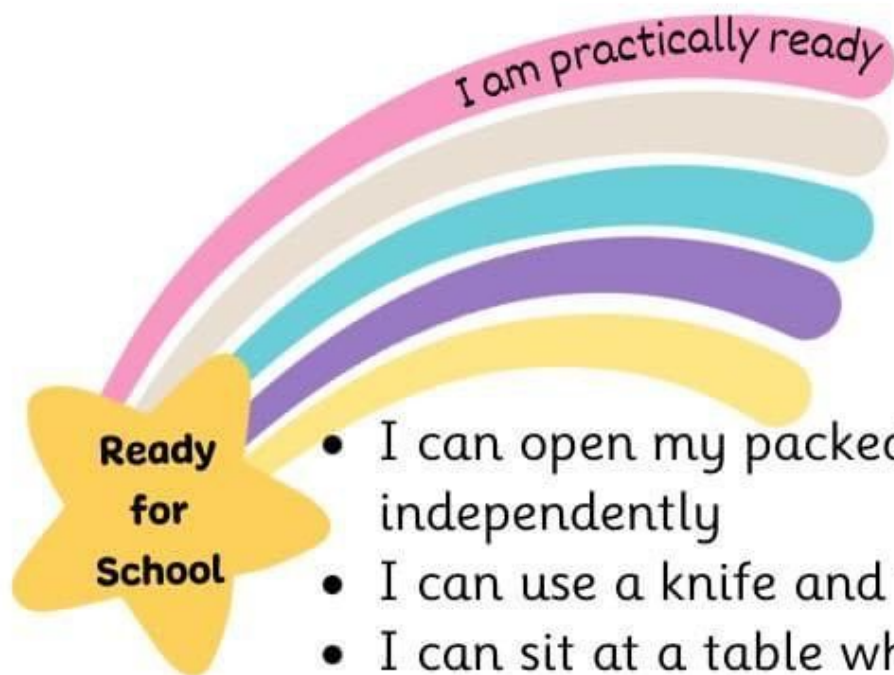 I am practically ready
Ready
for
School
• I can open my packed
independently
• I can use a knife and
• I can sit at a table